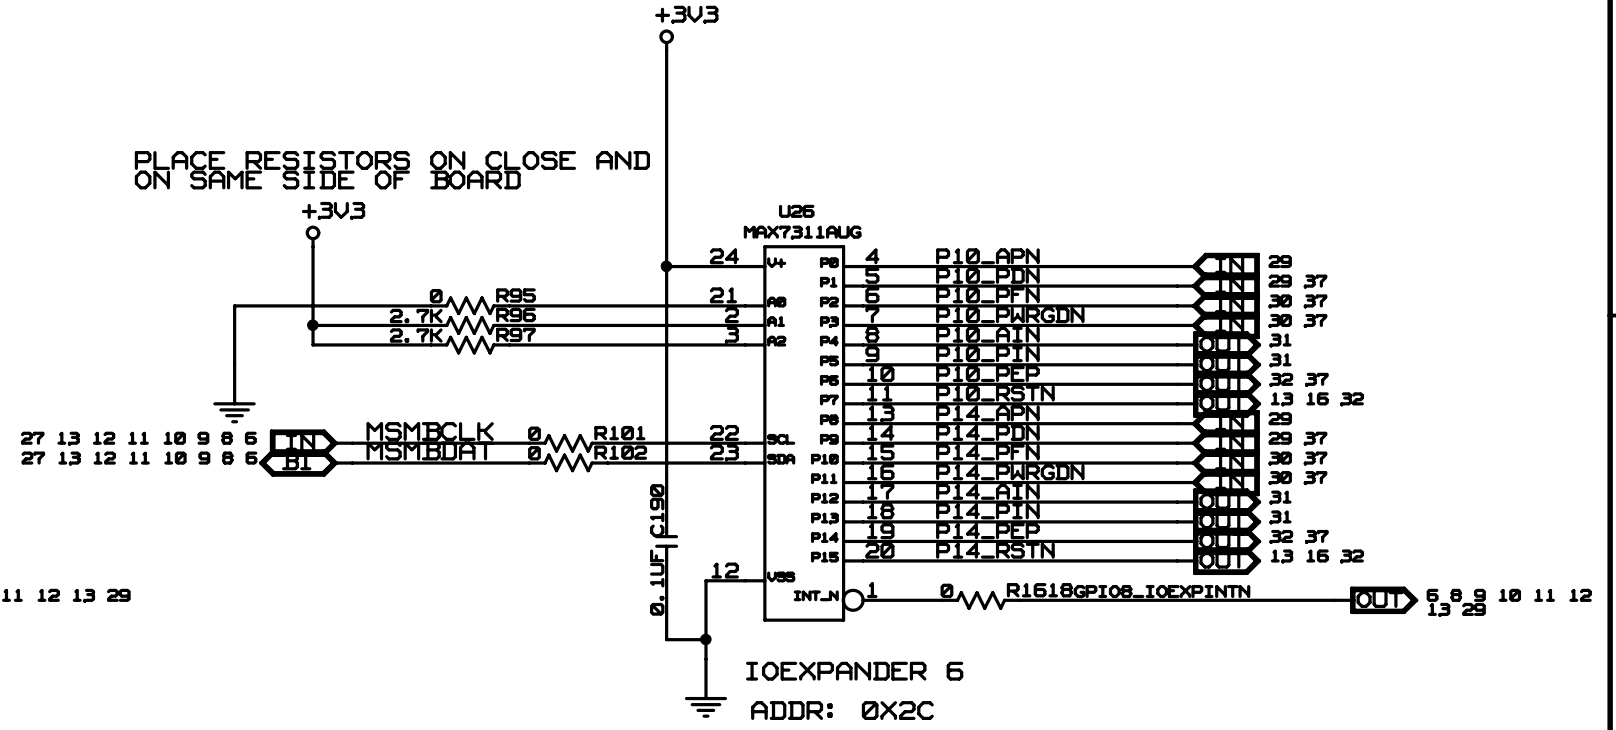 +3V3
PLACE RESISTORS ON CLOSE AND
ON SAME SIDE OF BOARD
+3V3
U26
MAX7311AUG
24 V+ P0 4 P10_APN IN 29
P1 5 P10_PDN IN 29 37
0 R95 21 A0 P2 6 P10_PFN IN 30 37
2.7K R96 2 A1 P3 7 P10_PWRGDN IN 30 37
2.7K R97 3 A2 P4 8 P10_AIN OUT 31
P5 9 P10_PIN OUT 31
P6 10 P10_PEP OUT 32 37
P7 11 P10_RSTN OUT 13 16 32
P8 13 P14_APN IN 29
27 13 12 11 10 9 8 6 IN MSMBCLK 0 R101 22 SCL P9 14 P14_PDN IN 29 37
27 13 12 11 10 9 8 6 BI MSMBDAT 0 R102 23 SDA P10 15 P14_PFN IN 30 37
P11 16 P14_PWRGDN IN 30 37
P12 17 P14_AIN OUT 31
P13 18 P14_PIN OUT 31
P14 19 P14_PEP OUT 32 37
P15 20 P14_RSTN OUT 13 16 32
0.1UF C190
12 VSS
11 12 13 29
INT_N 1 0 R1618 GPIO8_IOEXPINTN OUT 6 8 9 10 11 12
13 29
IOEXPANDER 6
ADDR: 0X2C